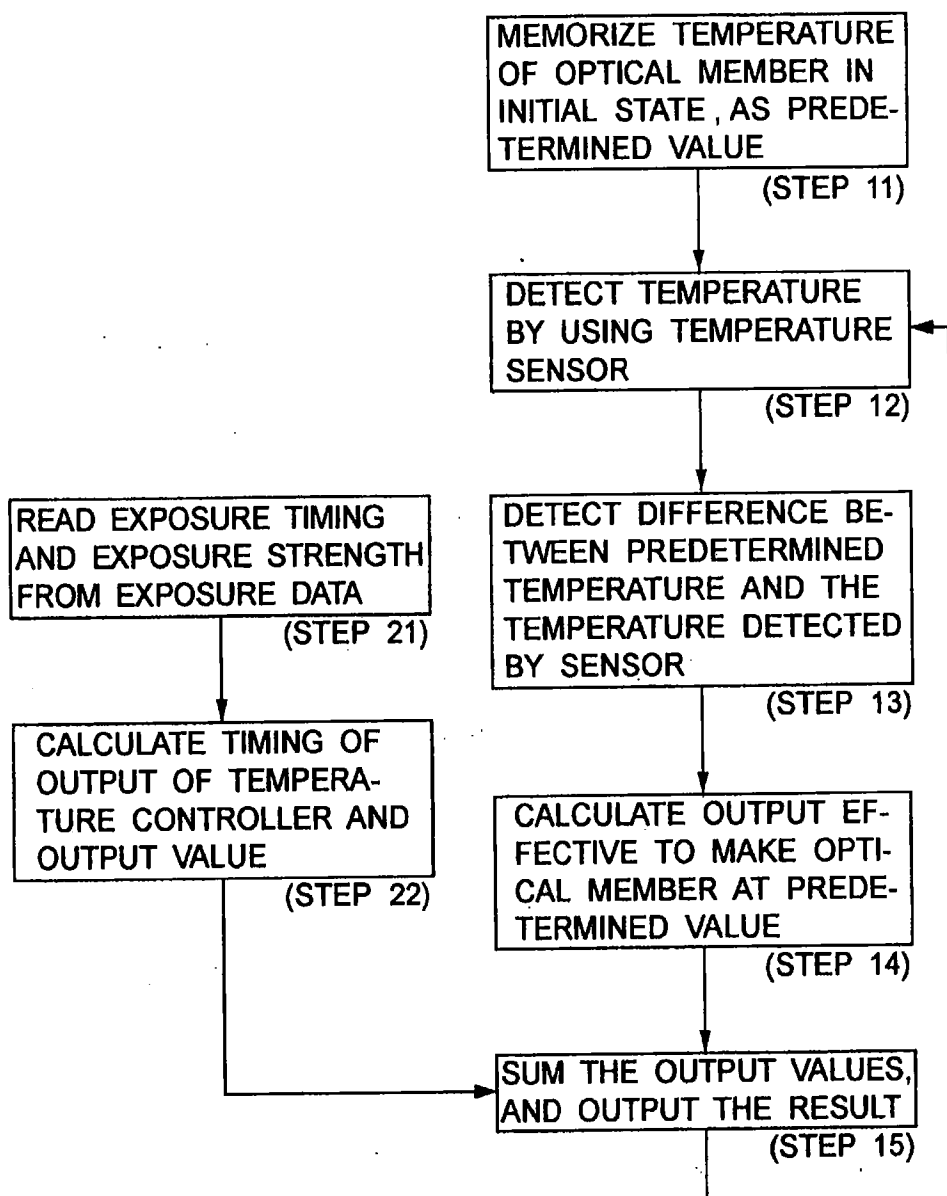 MEMORIZE TEMPERATURE
OF OPTICAL MEMBER IN
INITIAL STATE, AS PREDE-
TERMINED VALUE
(STEP 11)
DETECT TEMPERATURE
BY USING TEMPERATURE
SENSOR
(STEP 12)
READ EXPOSURE TIMING
AND EXPOSURE STRENGTH
FROM EXPOSURE DATA
(STEP 21)
DETECT DIFFERENCE BE-
TWEEN PREDETERMINED
TEMPERATURE AND THE
TEMPERATURE DETECTED
BY SENSOR
(STEP 13)
CALCULATE TIMING OF
OUTPUT OF TEMPERA-
TURE CONTROLLER AND
OUTPUT VALUE
(STEP 22)
CALCULATE OUTPUT EF-
FECTIVE TO MAKE OPTI-
CAL MEMBER AT PREDE-
TERMINED VALUE
(STEP 14)
SUM THE OUTPUT VALUES,
AND OUTPUT THE RESULT
(STEP 15)